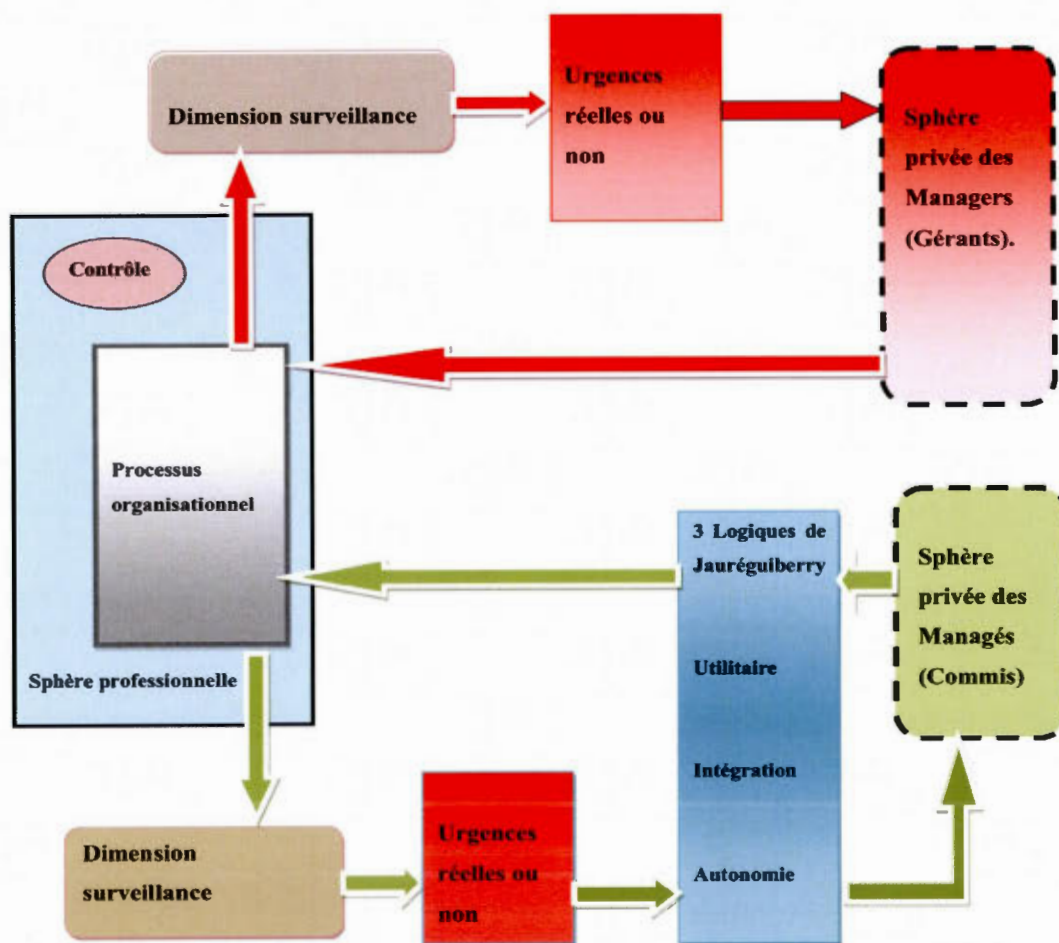 Dimension surveillance
Urgences
réelles ou
non
Sphère
privée des
Managers
(Gérants).
Contrôle
Processus
organisationnel
Sphère professionnelle
3 Logiques de
Jauréguiberry
Utilitaire
Intégration
Autonomie
Sphère
privée des
Managés
(Commis)
Dimension
surveillance
Urgences
réelles ou
non